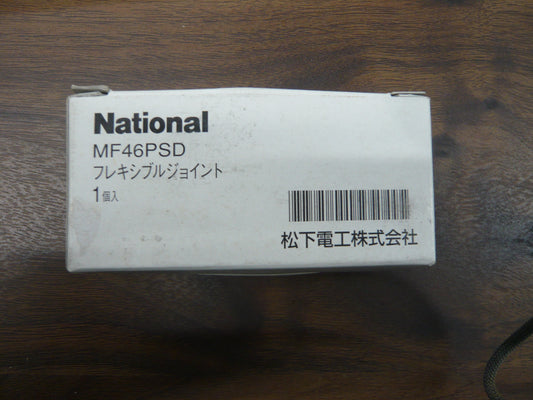 National
MF46PSD
フレキシブルジョイント
1個入
松下電工株式会社